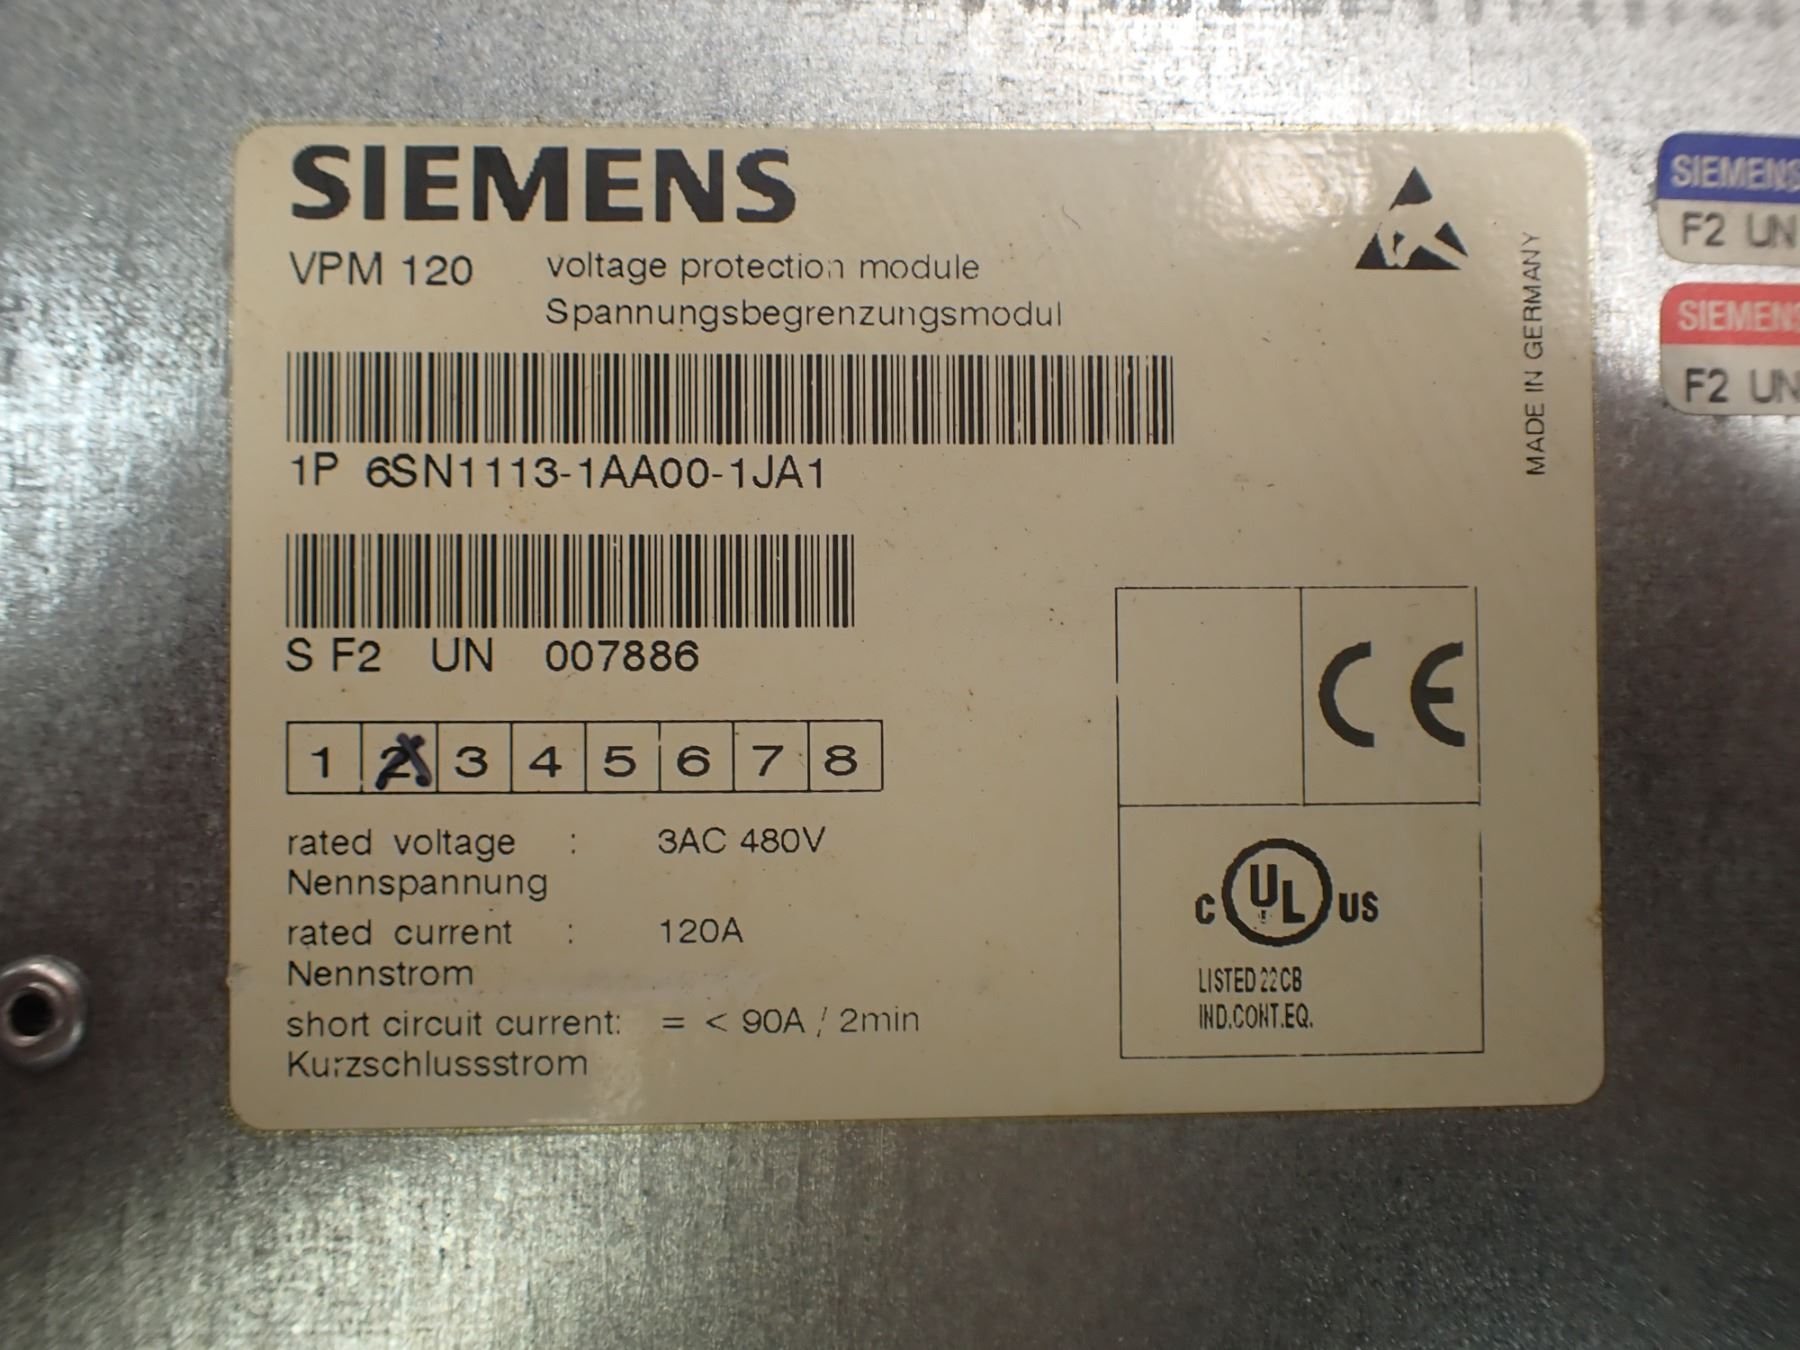 SIEMENS
VPM 120 voltage protection module
Spannungsbegrenzungsmodul
MADE IN GERMANY
1P 6SN1113-1AA00-1JA1
S F2 UN 007886
1 2 3 4 5 6 7 8
rated voltage : 3AC 480V
Nennspannung
rated current : 120A
Nennstrom
short circuit current: = < 90A / 2min
Kurzschlussstrom
CE
C UL US
LISTED 22CB
IND.CONT.EQ.
SIEMENS
F2 UN
SIEMENS
F2 UN